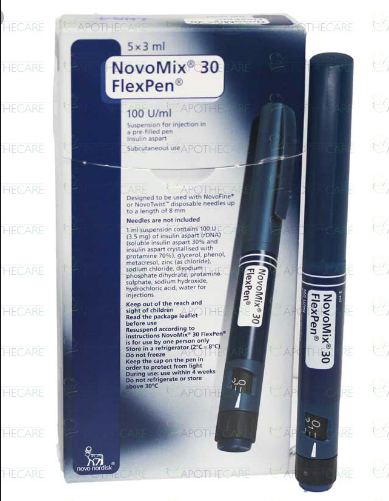 5 x 3 ml
NovoMix® 30
FlexPen®
100 U/ml
Suspension for injection in
a pre-filled pen
Insulin aspart
Subcutaneous use
Designed to be used with NovoFine®
or NovoTwist™ disposable needles up
to a length of 8 mm
Needles are not included
1 ml suspension contains 100 U
(3.5 mg) of insulin aspart (rDNA)
(soluble insulin aspart 30% and
insulin aspart crystallised with
protamine 70%), glycerol, phenol,
metacresol, zinc (as chloride),
sodium chloride, disodium
phosphate dihydrate, protamine
sulphate, sodium hydroxide,
hydrochloric acid, water for
injections
Keep out of the reach and
sight of children
Read the package leaflet
before use
Resuspend according to
instructions NovoMix® 30 FlexPen®
is for use by one person only
Store in a refrigerator (2°C – 8°C)
Do not freeze
Keep the cap on the pen in
order to protect from light
During use: use within 4 weeks
Do not refrigerate or store
above 30°C
novo nordisk®
NovoMix® 30
FlexPen®
3 ml
NovoMix® 30
FlexPen®
APOTHECARE